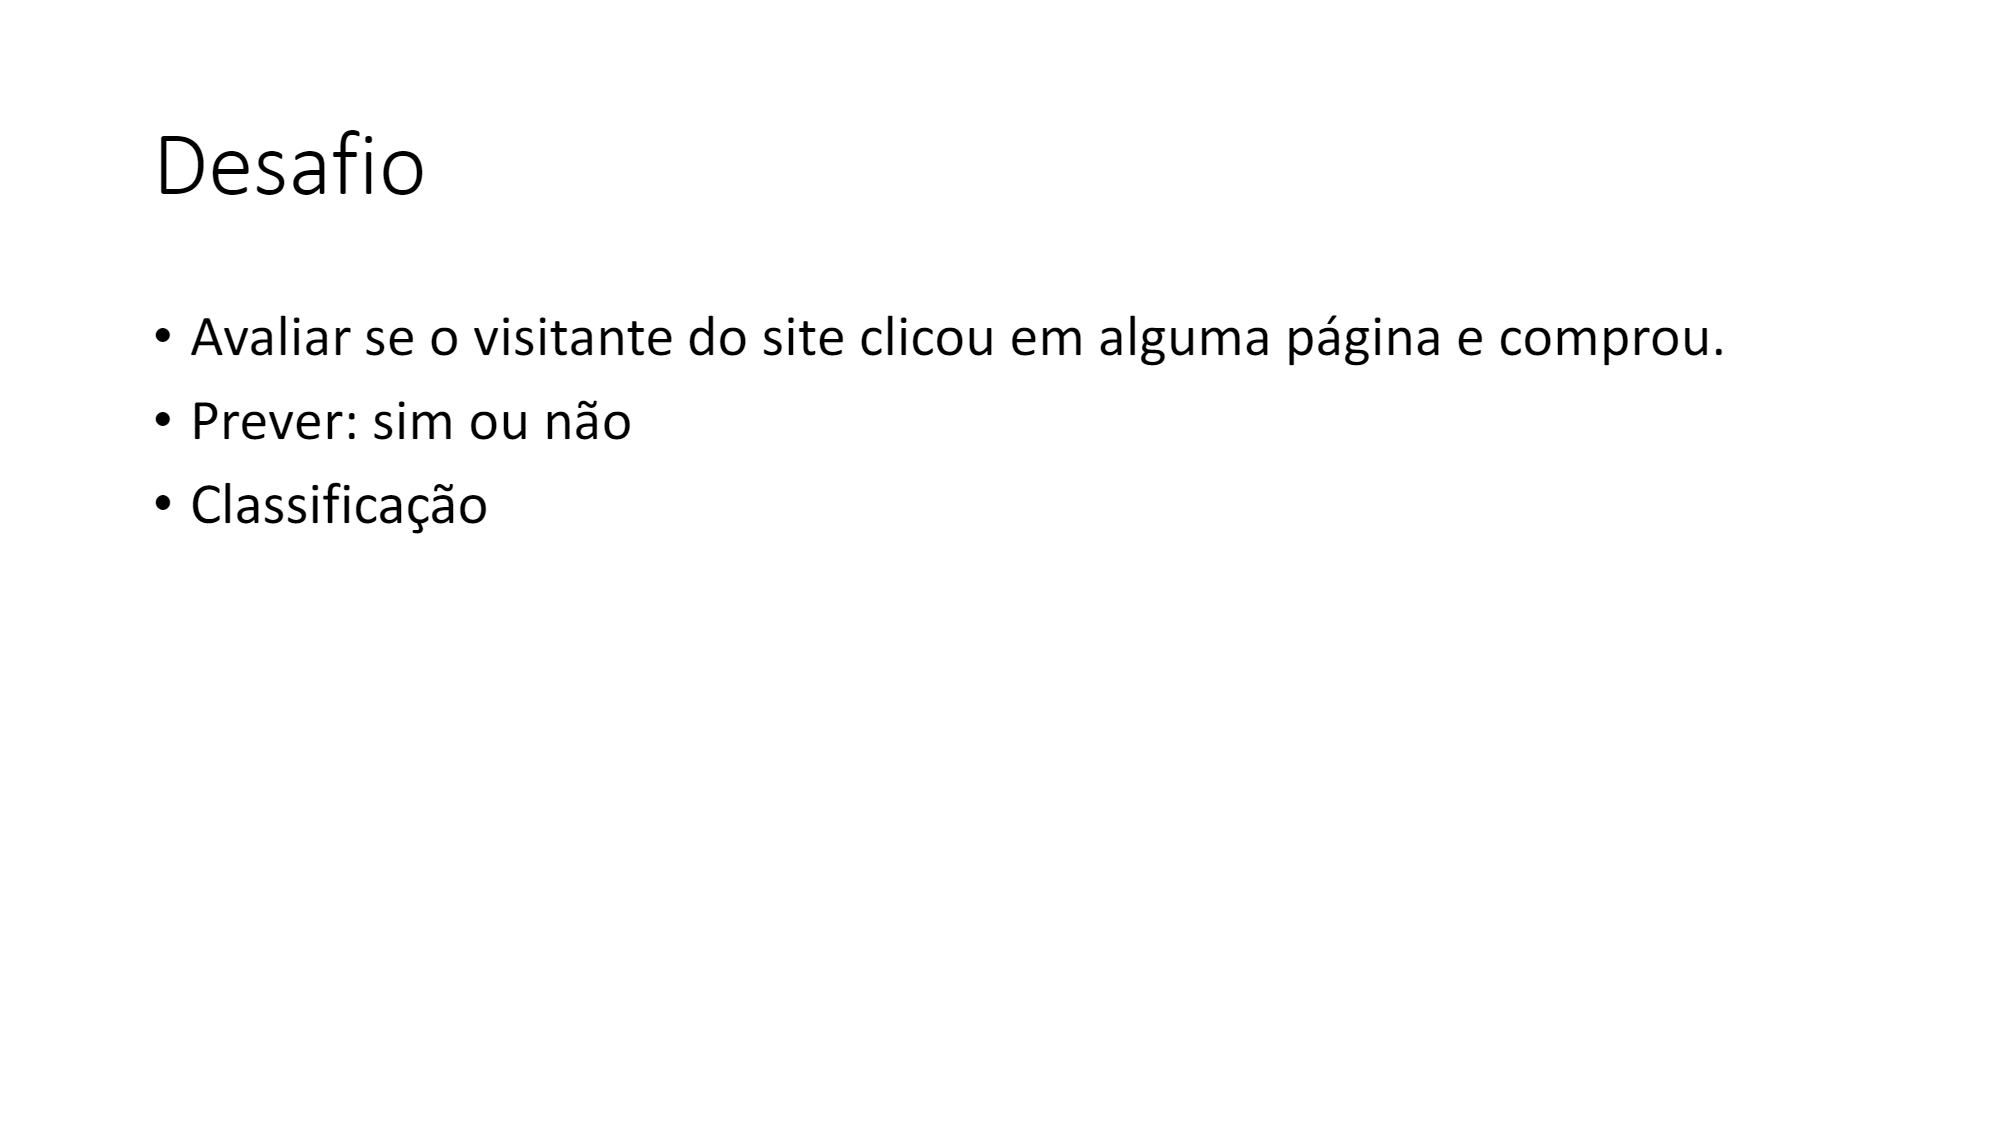 Desafio
• Avaliar se o visitante do site clicou em alguma página e comprou.
• Prever: sim ou não
• Classificação